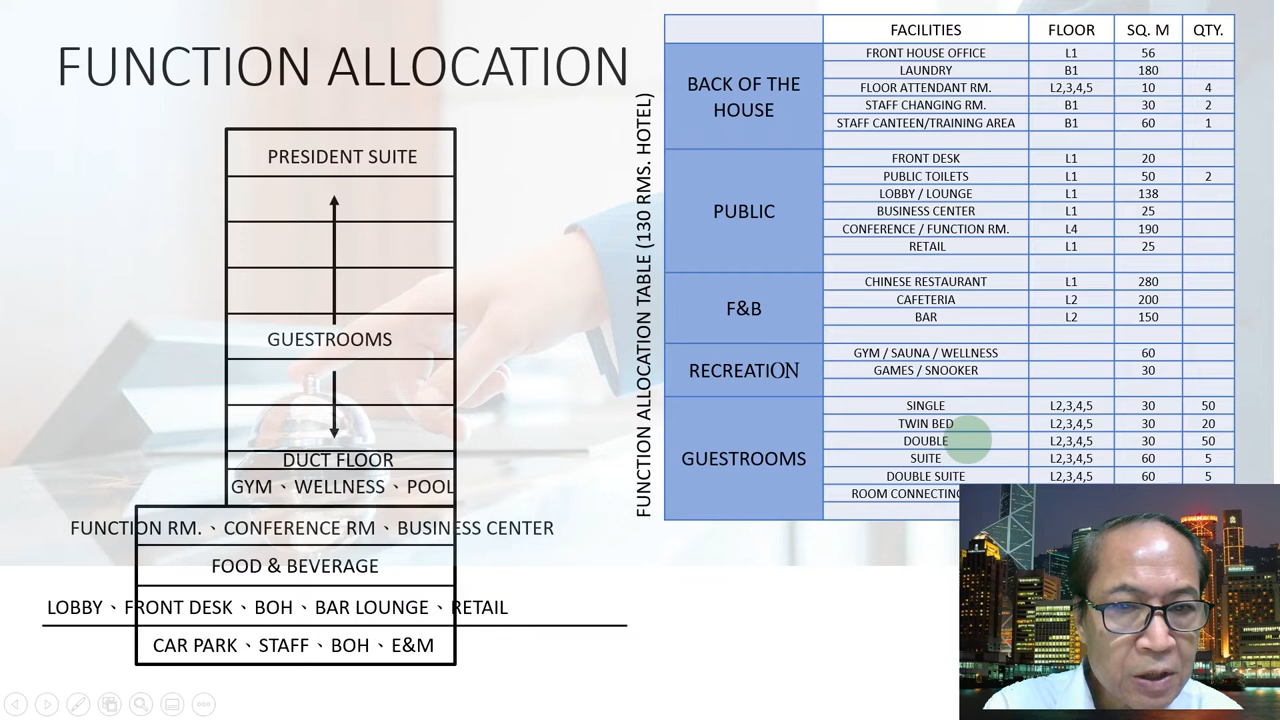 FUNCTION ALLOCATION
PRESIDENT SUITE
GUESTROOMS
DUCT FLOOR
GYM、WELLNESS、POOL
FUNCTION RM.、CONFERENCE RM、BUSINESS CENTER
FOOD & BEVERAGE
LOBBY、FRONT DESK、BOH、BAR LOUNGE、RETAIL
CAR PARK、STAFF、BOH、E&M
FUNCTION ALLOCATION TABLE (130 RMS. HOTEL)
FACILITIES FLOOR SQ. M QTY.
BACK OF THE
HOUSE
FRONT HOUSE OFFICE L1 56
LAUNDRY B1 180
FLOOR ATTENDANT RM. L2,3,4,5 10 4
STAFF CHANGING RM. B1 30 2
STAFF CANTEEN/TRAINING AREA B1 60 1
PUBLIC
FRONT DESK L1 20
PUBLIC TOILETS L1 50 2
LOBBY / LOUNGE L1 138
BUSINESS CENTER L1 25
CONFERENCE / FUNCTION RM. L4 190
RETAIL L1 25
F&B
CHINESE RESTAURANT L1 280
CAFETERIA L2 200
BAR L2 150
RECREATION
GYM / SAUNA / WELLNESS 60
GAMES / SNOOKER 30
GUESTROOMS
SINGLE L2,3,4,5 30 50
TWIN BED L2,3,4,5 30 20
DOUBLE L2,3,4,5 30 50
SUITE L2,3,4,5 60 5
DOUBLE SUITE L2,3,4,5 60 5
ROOM CONNECTING